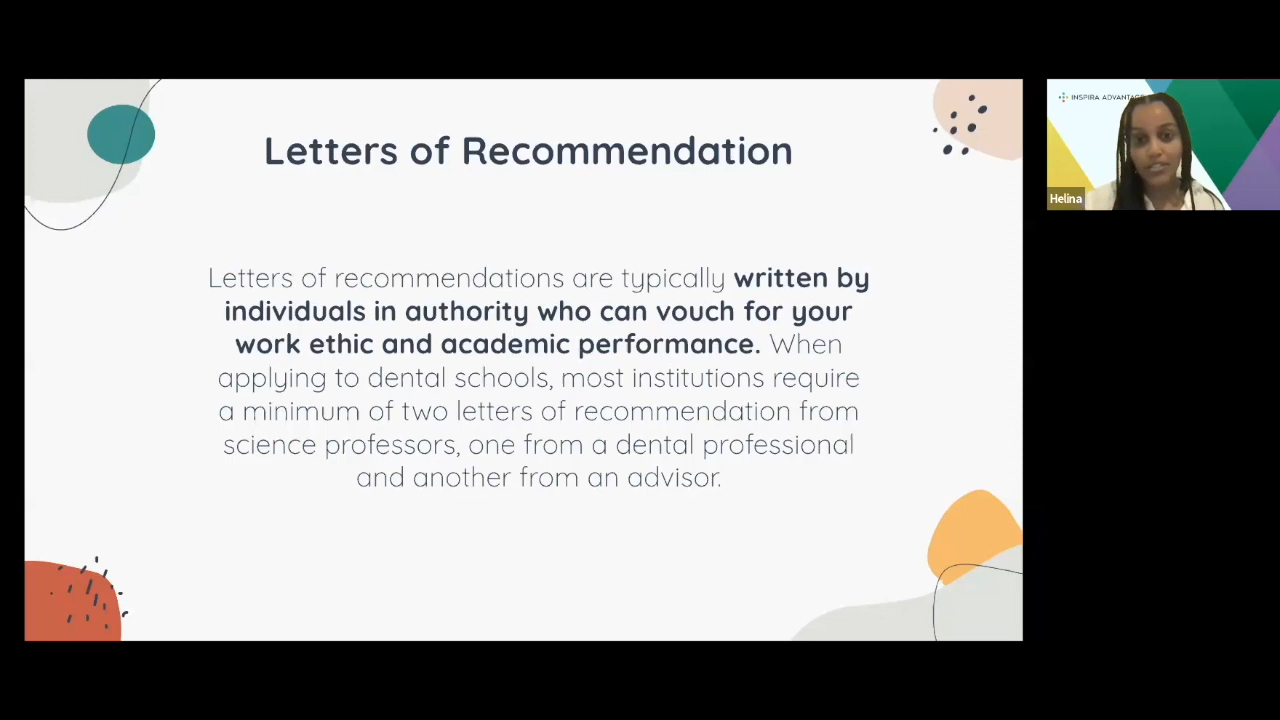 Letters of Recommendation
Letters of recommendations are typically written by
individuals in authority who can vouch for your
work ethic and academic performance. When
applying to dental schools, most institutions require
a minimum of two letters of recommendation from
science professors, one from a dental professional
and another from an advisor.
INSPIRA ADVANTAGE
Helina